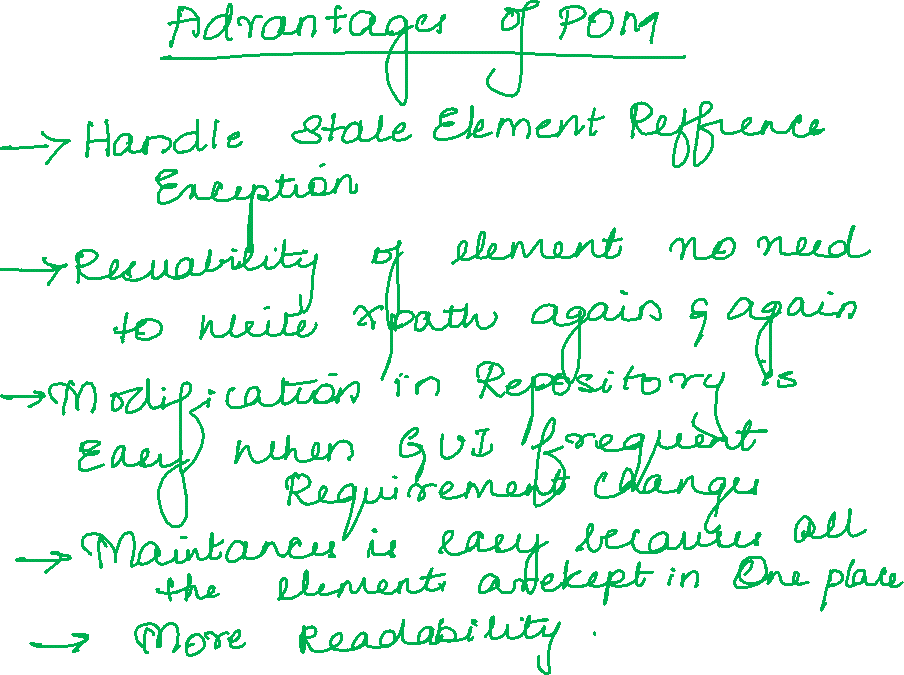 Advantages of POM
→ Handle Stale Element Reffrence
Exception
→ Resuability of element no need
to write xpath again & again
→ Modification in Repository is
Easy when GUI frequent
Requirement changes
→ Maintances is easy because all
the elements are kept in One place
→ More Readability.